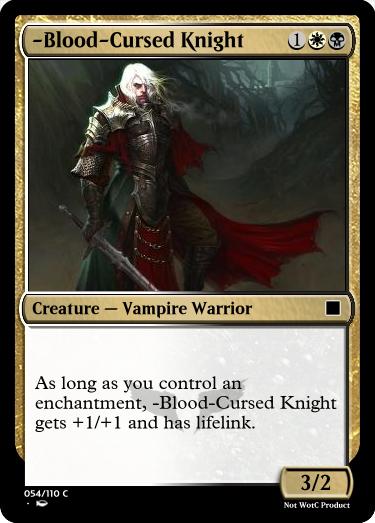 -Blood-Cursed Knight 1
Creature — Vampire Warrior
As long as you control an
enchantment, -Blood-Cursed Knight
gets +1/+1 and has lifelink.
3/2
054/110 C
Not WotC Product